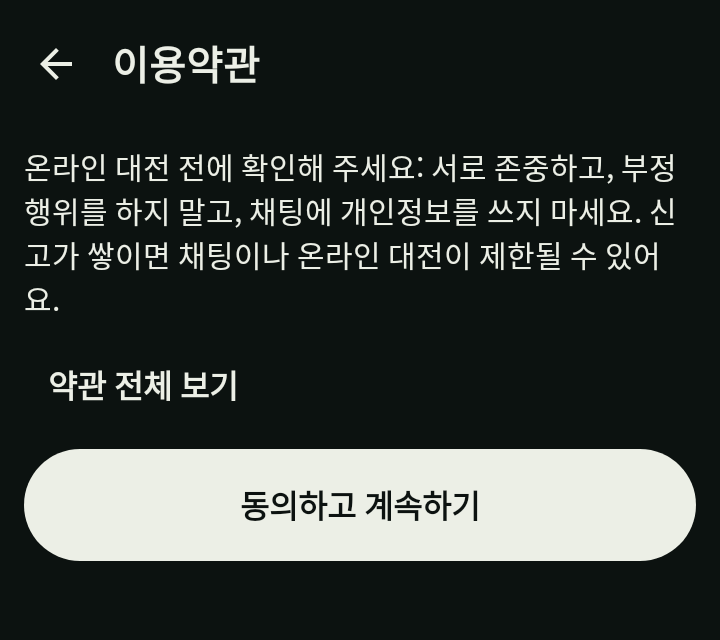 이용약관
온라인 대전 전에 확인해 주세요: 서로 존중하고, 부정
행위를 하지 말고, 채팅에 개인정보를 쓰지 마세요. 신
고가 쌓이면 채팅이나 온라인 대전이 제한될 수 있어
요.
약관 전체 보기
동의하고 계속하기